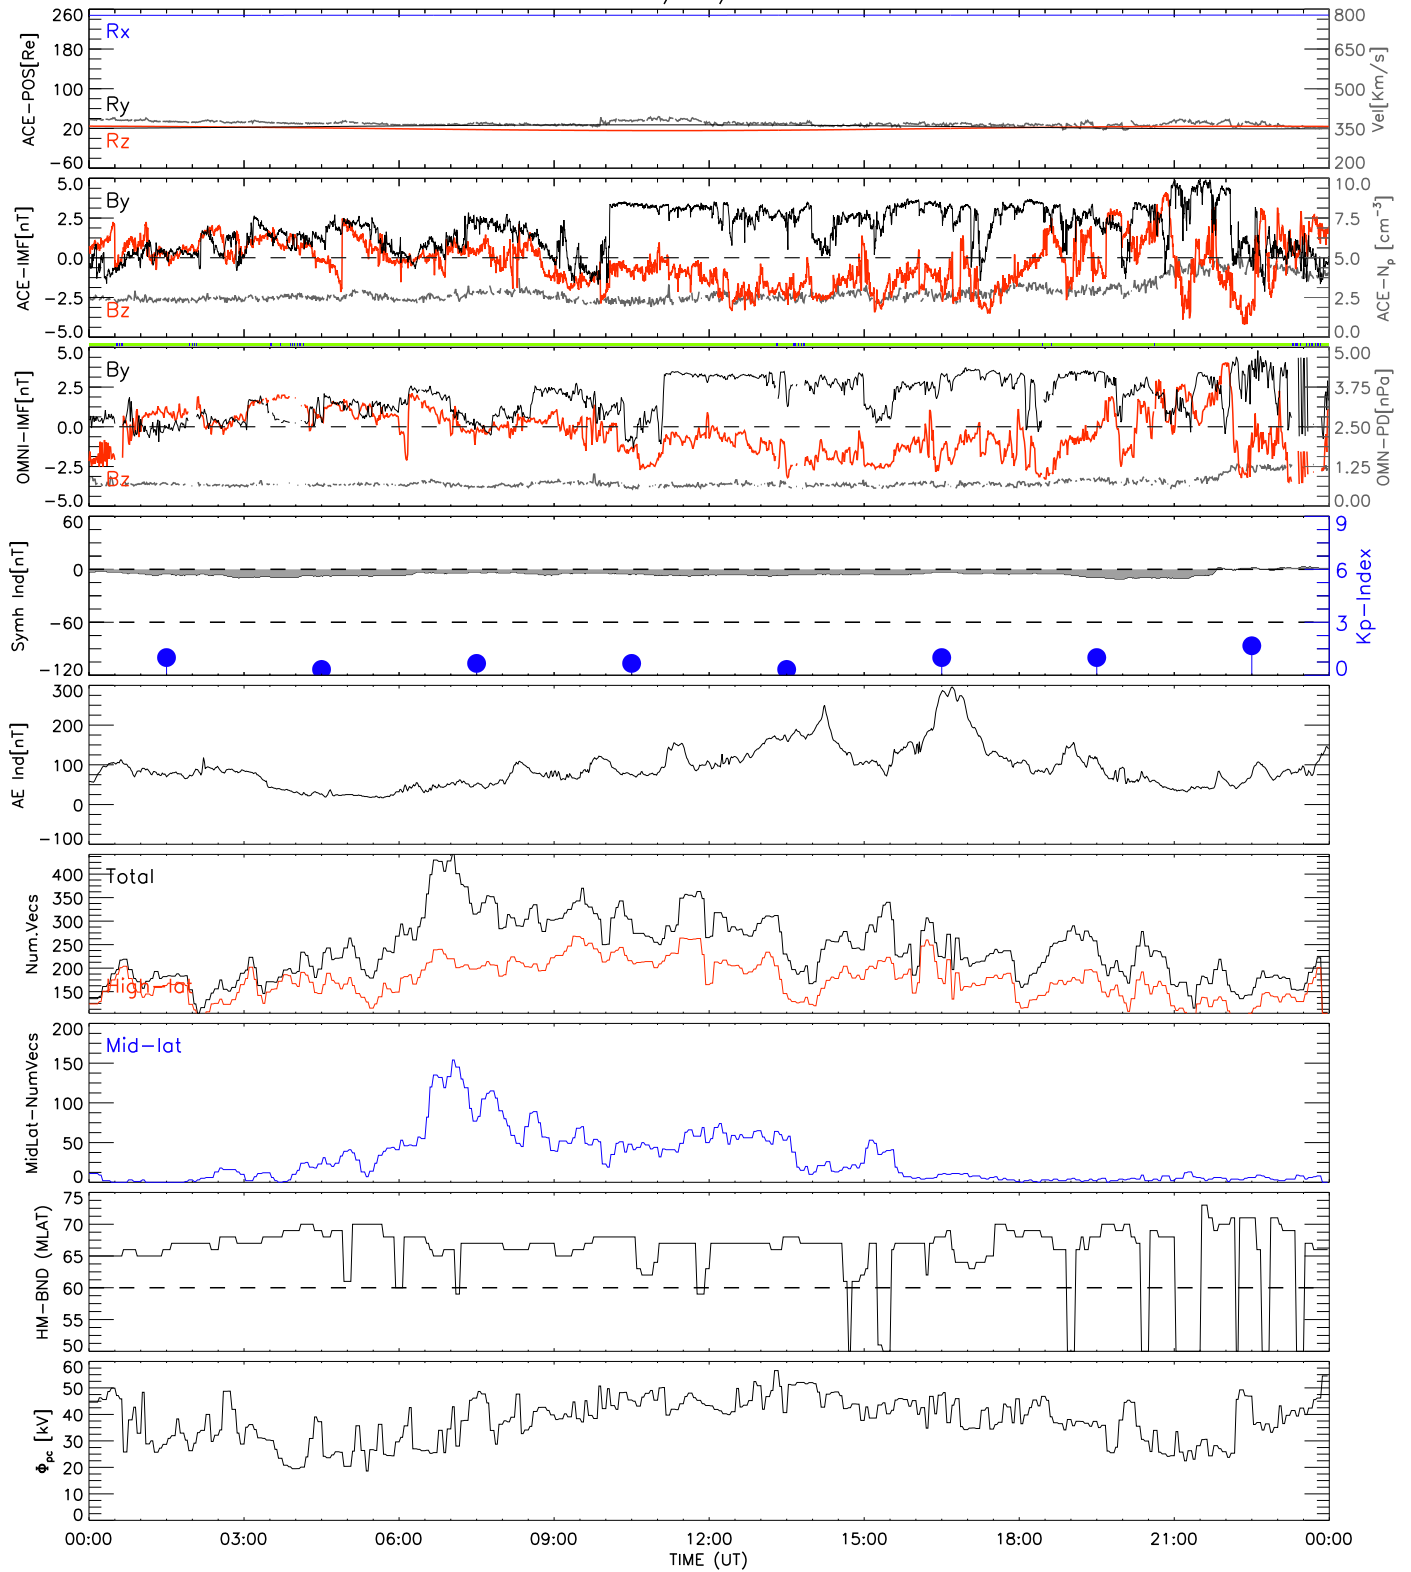 260
180
100
20
−60
ACE−POS[Re]
Rx
Ry
Rz
800
650
500
350
200
Vel[Km/s]
5.0
2.5
0.0
−2.5
−5.0
ACE−IMF[nT]
By
Bz
10.0
7.5
5.0
2.5
0.0
ACE−Np [cm−3]
5.0
2.5
0.0
−2.5
−5.0
OMNI−IMF[nT]
By
Bz
5.00
3.75
2.50
1.25
0.00
OMN−PD[nPa]
60
0
−60
−120
Symh Ind[nT]
9
6
3
0
Kp−Index
300
200
100
0
−100
AE Ind[nT]
400
350
300
250
200
150
Num.Vecs
Total
High−lat
200
150
100
50
0
MidLat−NumVecs
Mid−lat
75
70
65
60
55
50
HM−BND (MLAT)
60
50
40
30
20
10
0
Φpc [kV]
00:00 03:00 06:00 09:00 12:00 15:00 18:00 21:00 00:00
TIME (UT)